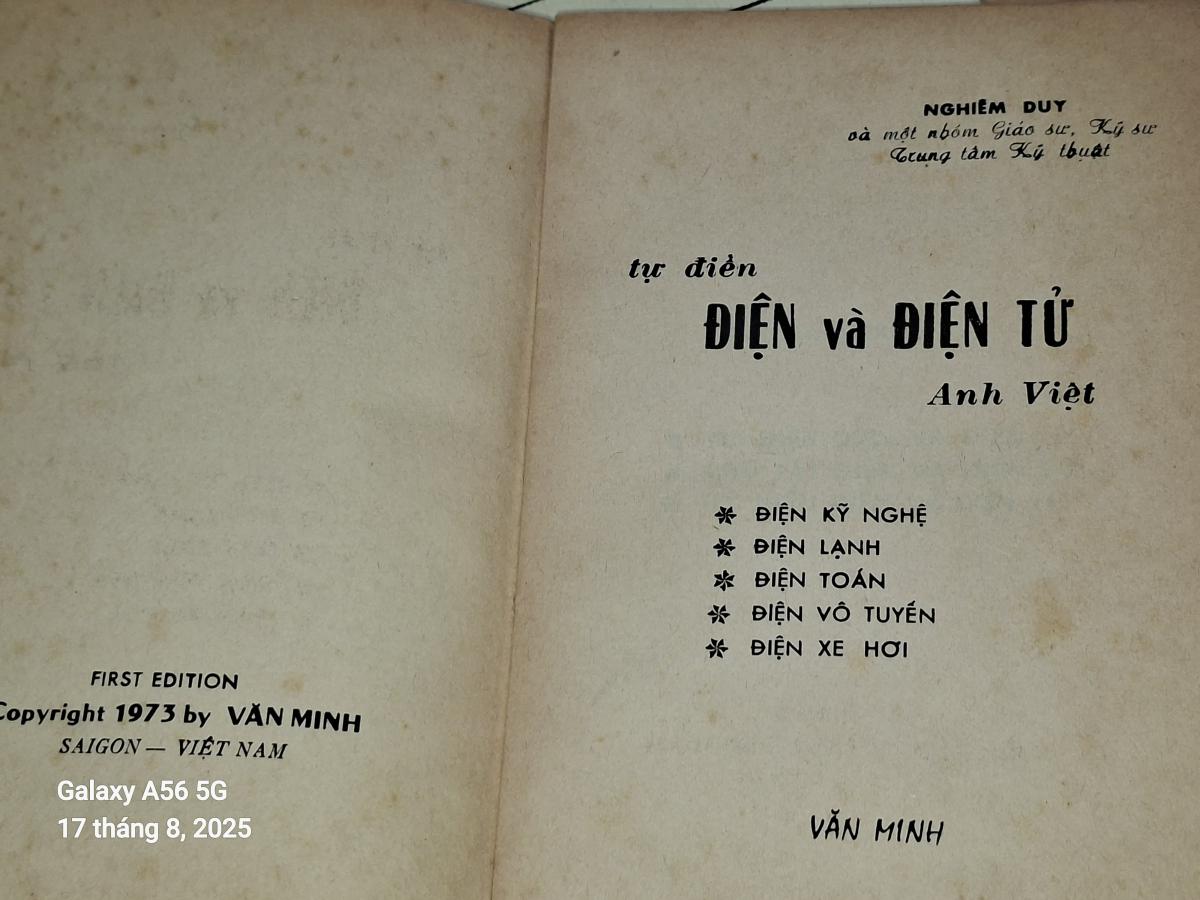 FIRST EDITION
Copyright 1973 by VĂN MINH
SAIGON — VIỆT NAM
Galaxy A56 5G
17 tháng 8, 2025
NGHIÊM DUY
và một nhóm Giáo sư, Kỹ sư
Trung tâm Kỹ thuật
tự điển
ĐIỆN và ĐIỆN TỬ
Anh Việt
ĐIỆN KỸ NGHỆ
ĐIỆN LẠNH
ĐIỆN TOÁN
ĐIỆN VÔ TUYẾN
ĐIỆN XE HƠI
VĂN MINH